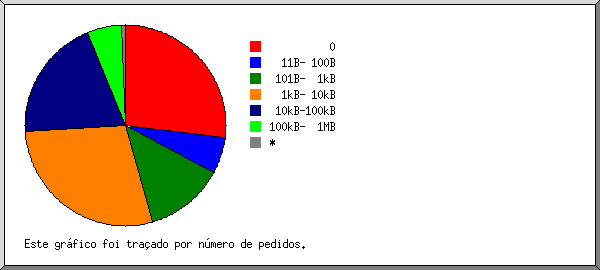 0
11B- 100B
101B- 1kB
1kB- 10kB
10kB-100kB
100kB- 1MB
*
Este gráfico foi traçado por número de pedidos.